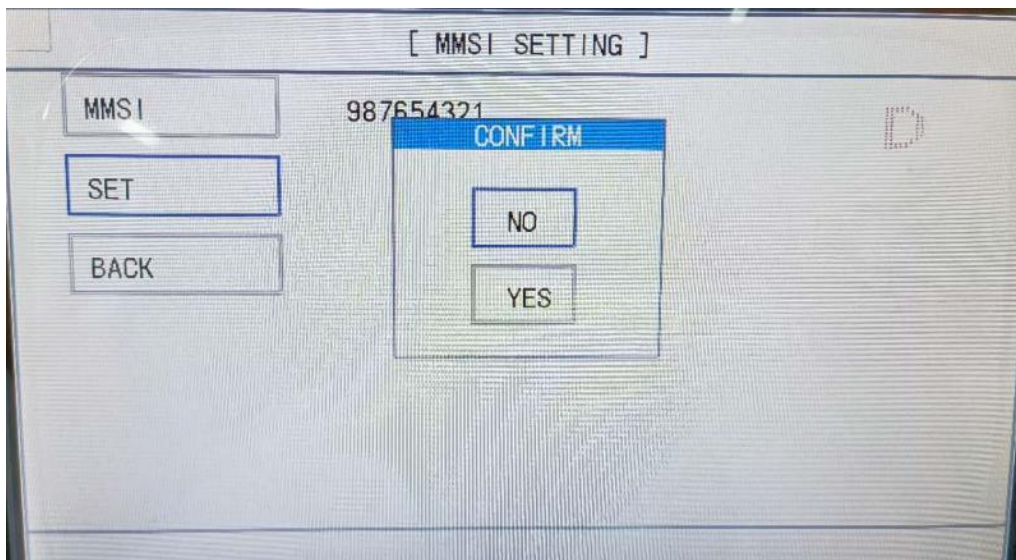 [ MMSI SETTING ]
MMSI 987654321
CONFIRM
SET
NO
BACK
YES